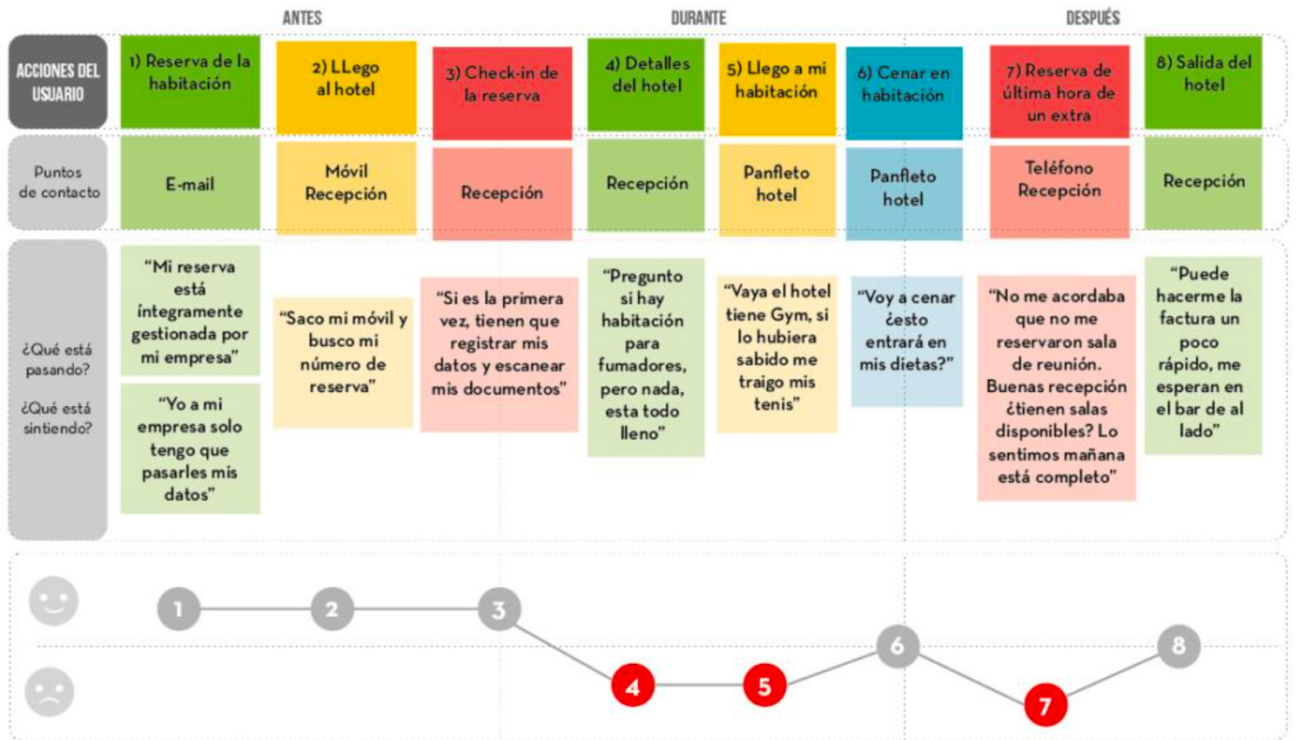 ANTES
DURANTE
DESPUÉS
ACCIONES DEL
USUARIO
1) Reserva de la
habitación
2) LLego
al hotel
3) Check-in de
la reserva
4) Detalles
del hotel
5) Llego a mi
habitación
6) Cenar en
habitación
7) Reserva de
última hora de
un extra
8) Salida del
hotel
Puntos
de contacto
E-mail
Móvil
Recepción
Recepción
Recepción
Panfleto
hotel
Panfleto
hotel
Teléfono
Recepción
Recepción
¿Qué está
pasando?
¿Qué está
sintiendo?
“Mi reserva
está
íntegramente
gestionada por
mi empresa”
“Yo a mi
empresa solo
tengo que
pasarles mis
datos”
“Saco mi móvil y
busco mi
número de
reserva”
“Si es la primera
vez, tienen que
registrar mis
datos y escanear
mis documentos”
“Pregunto
si hay
habitación
para
fumadores,
pero nada,
esta todo
lleno”
“Vaya el hotel
tiene Gym, si
lo hubiera
sabido me
traigo mis
tenis”
“Voy a cenar
¿esto
entrará en
mis dietas?”
“No me acordaba
que no me
reservaron sala
de reunión.
Buenas recepción
¿tienen salas
disponibles? Lo
sentimos mañana
está completo”
“Puede
hacerme la
factura un
poco
rápido, me
esperan en
el bar de al
lado”
1
2
3
4
5
6
7
8